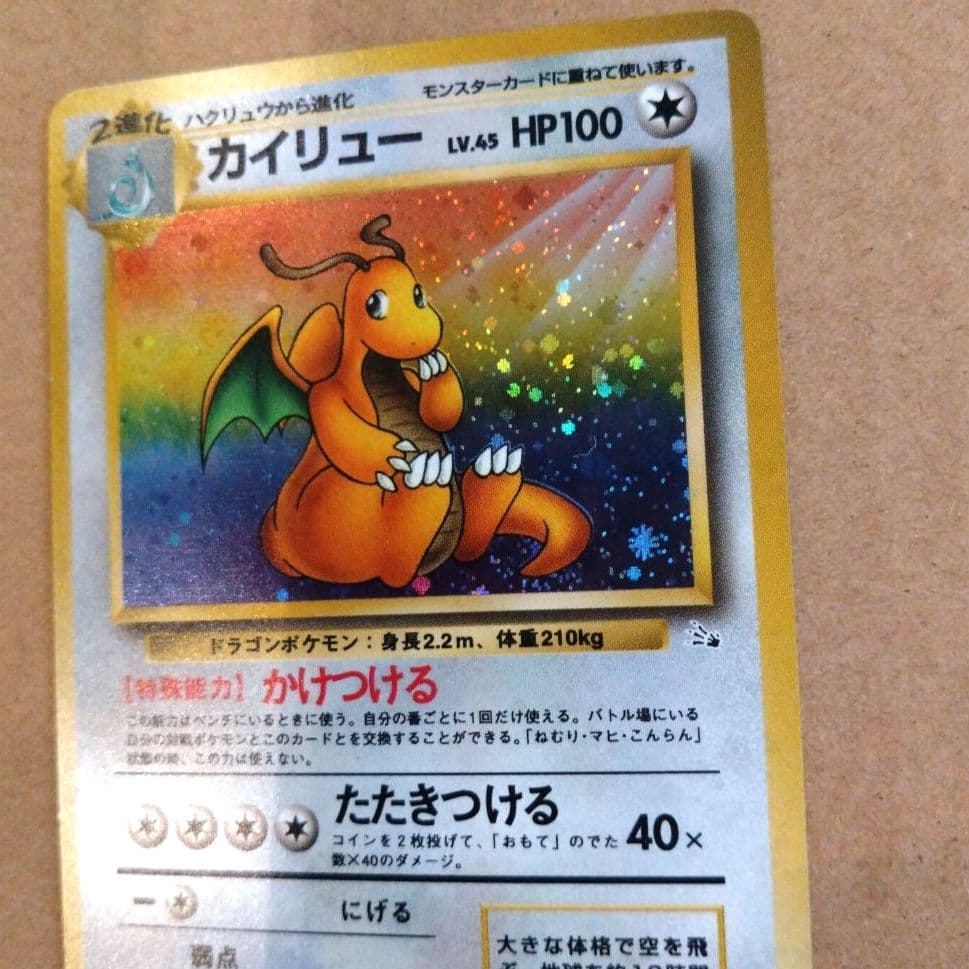 2進化 ハクリュウから進化 モンスターカードに重ねて使います。
カイリュー LV.45 HP100
ドラゴンポケモン：身長2.2m、体重210kg
【特殊能力】かけつける
この能力はベンチにいるときに使う。自分の番ごとに1回だけ使える。バトル場にいる
自分の対戦ポケモンとこのカードとを交換することができる。「ねむり・マヒ・こんらん」
状態の時、この力は使えない。
たたきつける 40×
コインを2枚投げて、「おもて」のでた
数×40のダメージ。
にげる
弱点
大きな体格で空を飛